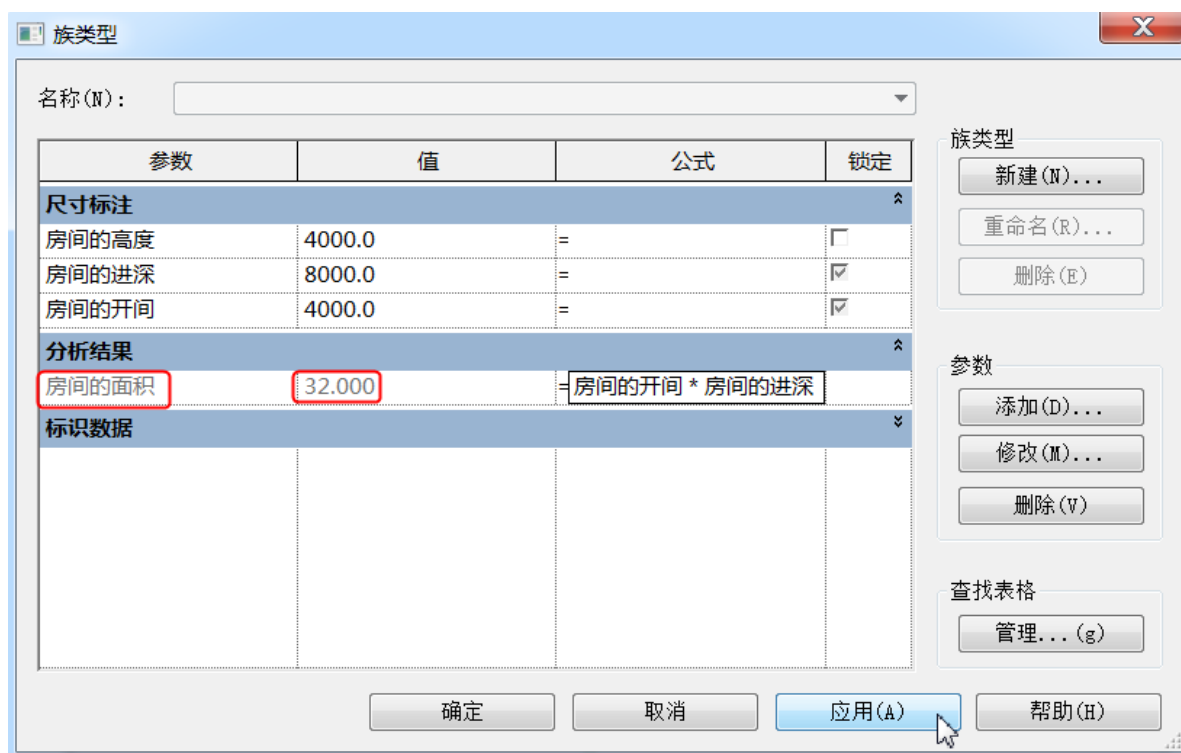 族类型
名称(N):
参数 值 公式 锁定
尺寸标注
房间的高度 4000.0 =
房间的进深 8000.0 =
房间的开间 4000.0 =
分析结果
房间的面积 32.000 =房间的开间 * 房间的进深
标识数据
族类型
新建(N)...
重命名(R)...
删除(E)
参数
添加(D)...
修改(M)...
删除(V)
查找表格
管理...(g)
确定 取消 应用(A) 帮助(H)